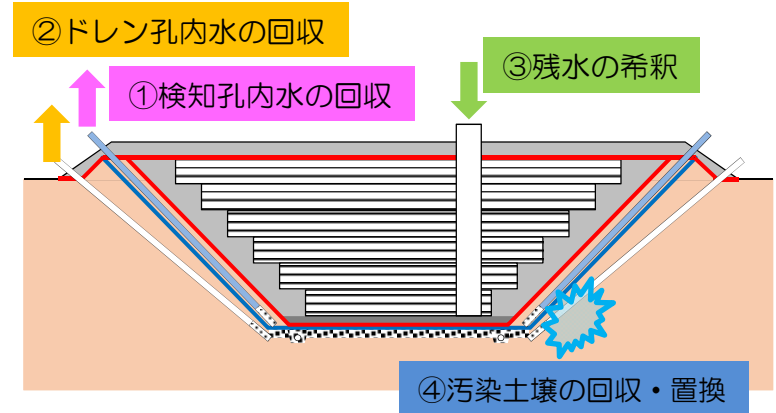 ②ドレン孔内水の回収
①検知孔内水の回収
③残水の希釈
④汚染土壌の回収・置換